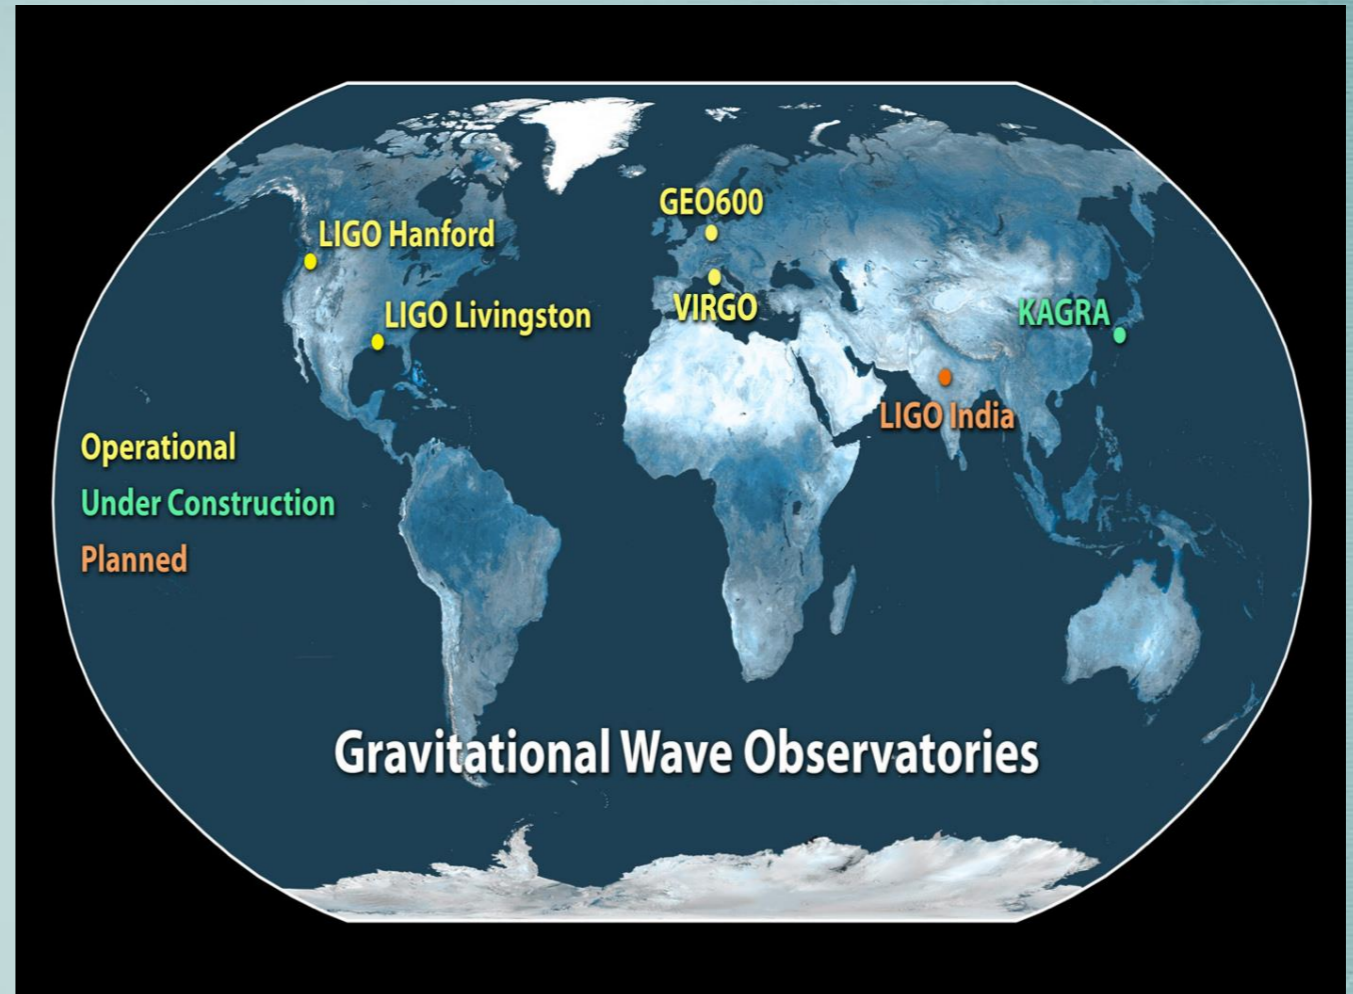 GEO600
LIGO Hanford
VIRGO
LIGO Livingston
KAGRA
LIGO India
Operational
Under Construction
Planned
Gravitational Wave Observatories